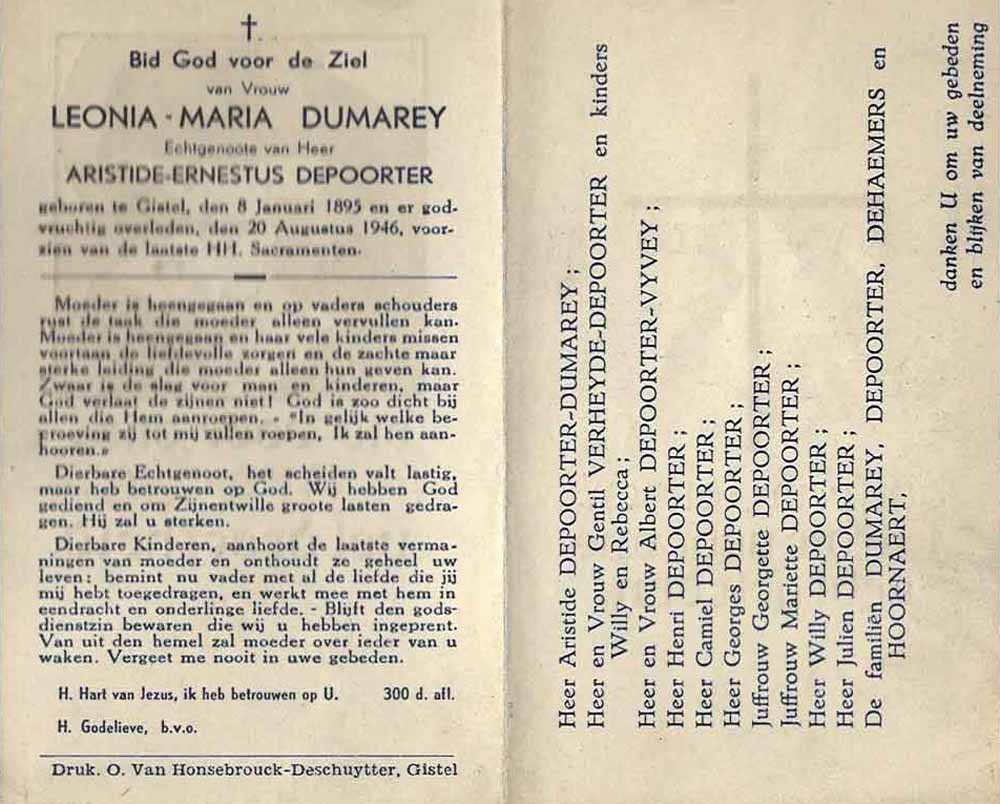 Bid God voor de Ziel
van Vrouw
LEONIA-MARIA DUMAREY
Echtgenoote van Heer
ARISTIDE-ERNESTUS DEPOORTER
geboren te Gistel, den 8 Januari 1895 en er god-
vruchtig overleden, den 20 Augustus 1946, voor-
zien van de laatste HH. Sacramenten.
Moeder is heengegaan en op vaders schouders
rust de taak die moeder alleen vervullen kan.
Moeder is heengegaan en haar vele kinders missen
voortaan de liefdevolle zorgen en de zachte maar
sterke leiding die moeder alleen hun geven kan.
Zwaar is de slag voor man en kinderen, maar
God verlaat de zijnen niet! God is zoo dicht bij
allen die Hem aanroepen. - "In gelijk welke be-
proeving zij tot mij zullen roepen, Ik zal hen aan-
hooren.»
Dierbare Echtgenoot, het scheiden valt lastig,
maar heb betrouwen op God. Wij hebben God
gediend en om Zijnentwille groote lasten gedra-
gen. Hij zal u sterken.
Dierbare Kinderen, aanhoort de laatste verma-
ningen van moeder en onthoudt ze geheel uw
leven: bemint nu vader met al de liefde die jij
mij hebt toegedragen, en werkt mee met hem in
eendracht en onderlinge liefde. - Blijft den gods-
dienstzin bewaren die wij u hebben ingeprent.
Van uit den hemel zal moeder over ieder van u
waken. Vergeet me nooit in uwe gebeden.
H. Hart van Jezus, ik heb betrouwen op U. 300 d. afl.
H. Godelieve, b.v.o.
Druk. O. Van Honsebrouck-Deschuytter, Gistel
Heer Aristide DEPOORTER-DUMAREY;
Heer en Vrouw Gentil VERHEYDE-DEPOORTER en kinders
Willy en Rebecca;
Heer en Vrouw Albert DEPOORTER-VYVEY;
Heer Henri DEPOORTER;
Heer Camiel DEPOORTER;
Heer Georges DEPOORTER;
Juffrouw Georgette DEPOORTER;
Juffrouw Mariette DEPOORTER;
Heer Willy DEPOORTER;
Heer Julien DEPOORTER;
De familiën DUMAREY, DEPOORTER, DEHAEMERS en
HOORNAERT,
danken U om uw gebeden
en blijken van deelneming